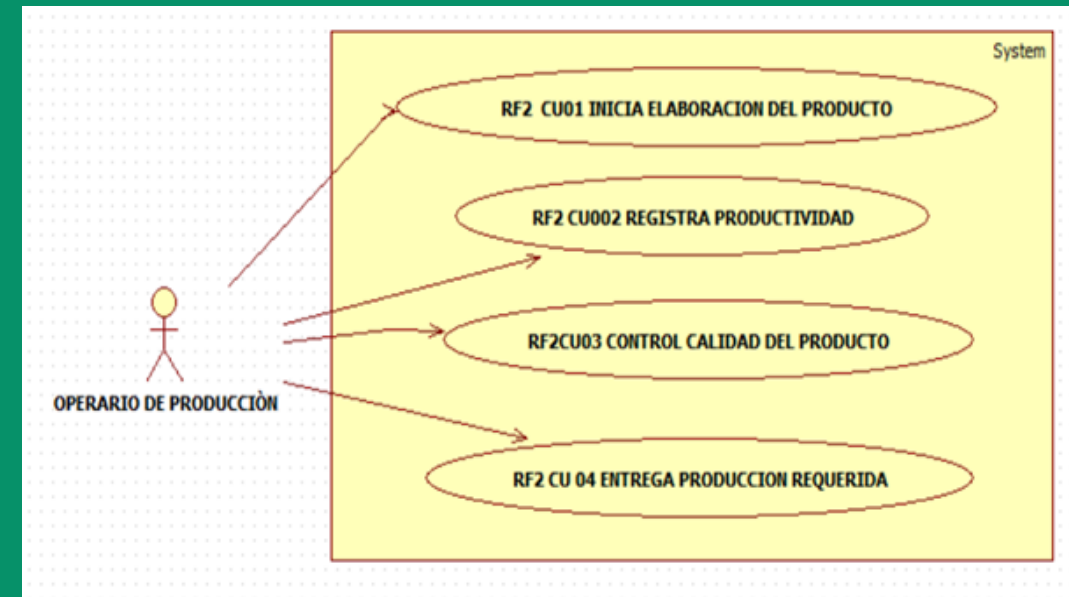 System
RF2 CU01 INICIA ELABORACION DEL PRODUCTO
RF2 CU002 REGISTRA PRODUCTIVIDAD
RF2CU03 CONTROL CALIDAD DEL PRODUCTO
OPERARIO DE PRODUCCIÒN
RF2 CU 04 ENTREGA PRODUCCION REQUERIDA